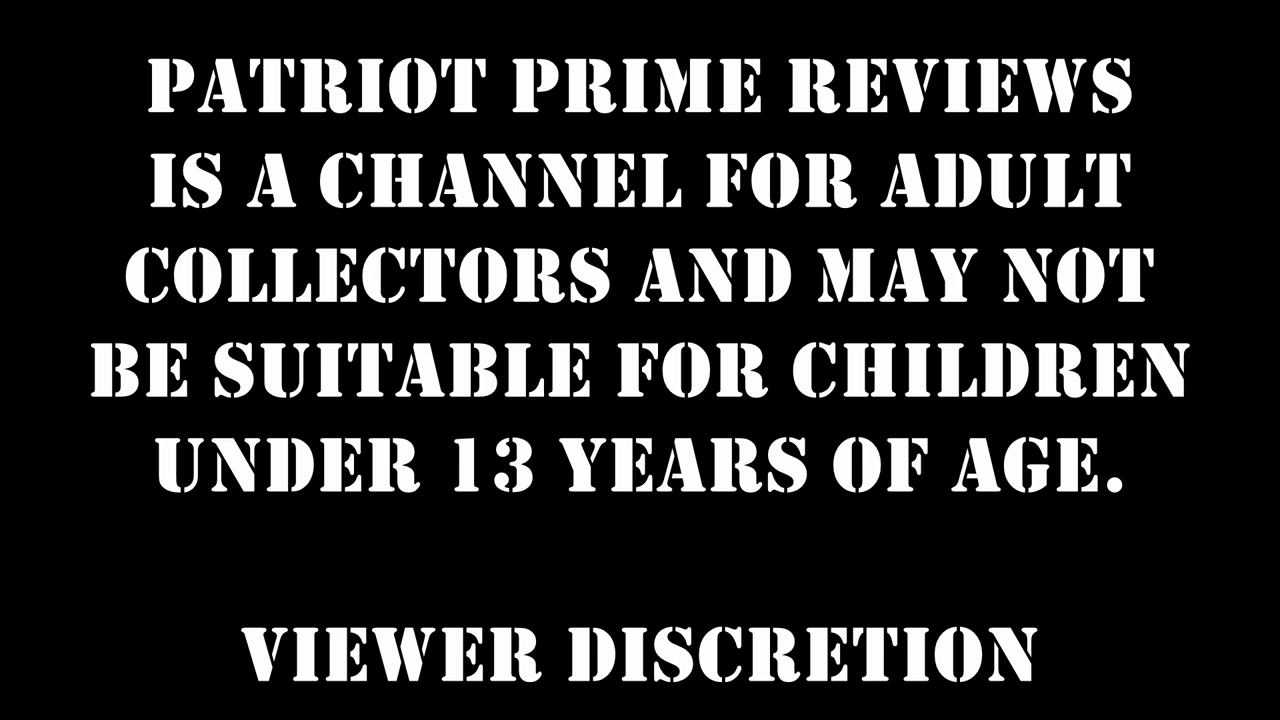 PATRIOT PRIME REVIEWS
IS A CHANNEL FOR ADULT
COLLECTORS AND MAY NOT
BE SUITABLE FOR CHILDREN
UNDER 13 YEARS OF AGE.
VIEWER DISCRETION